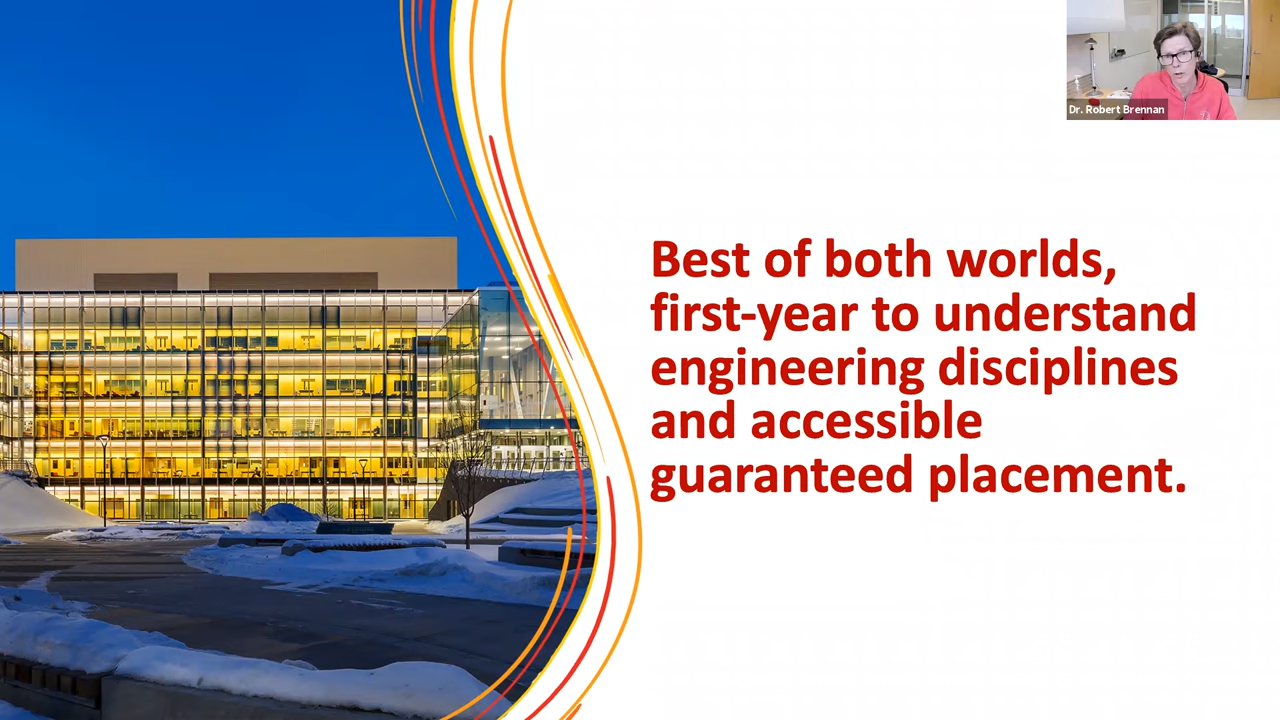 Dr. Robert Brennan
Best of both worlds,
first-year to understand
engineering disciplines
and accessible
guaranteed placement.